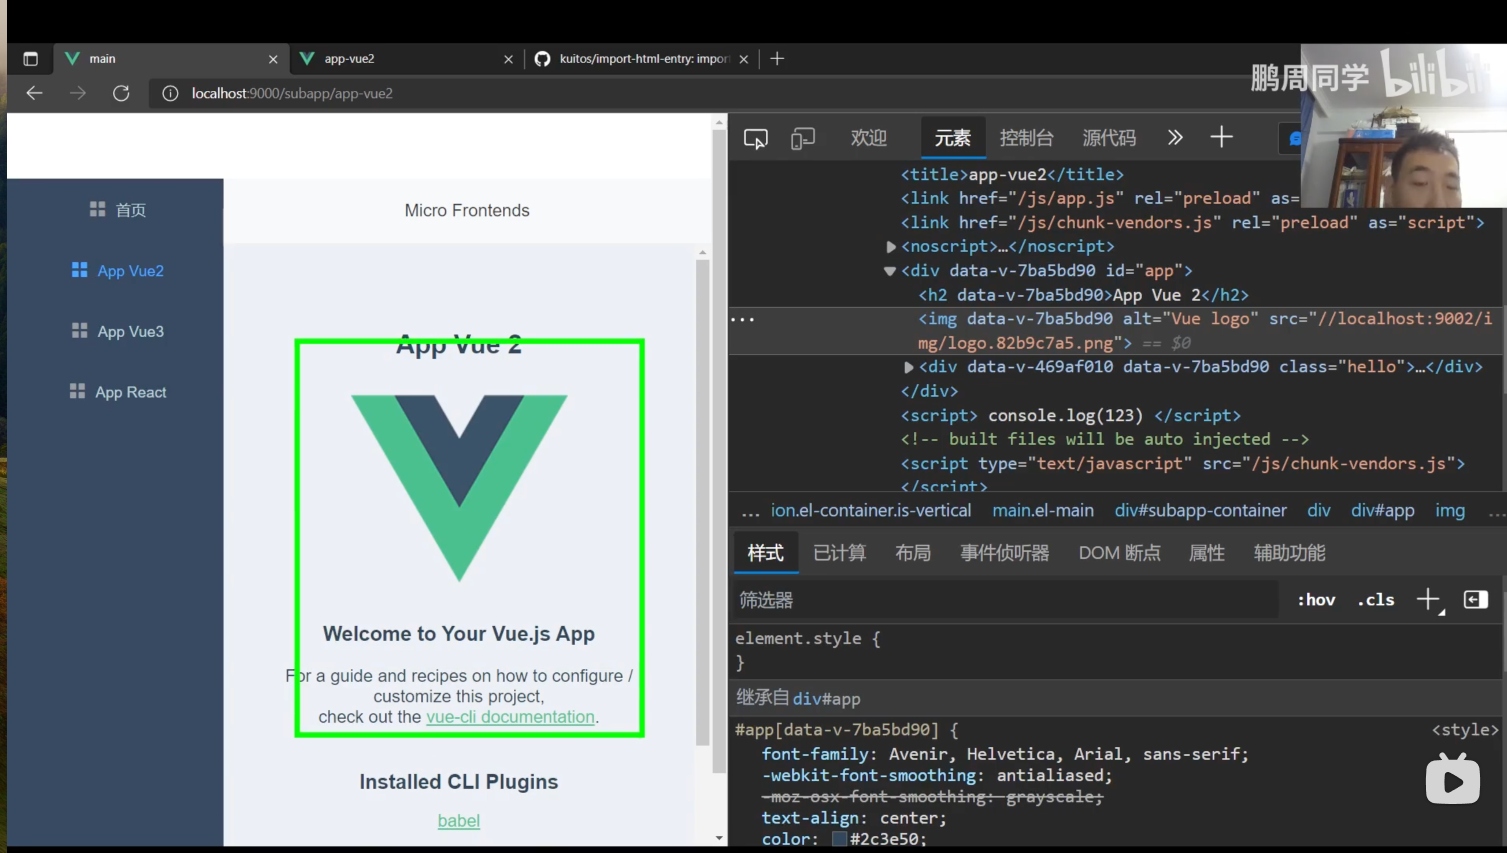 main
app-vue2
kuitos/import-html-entry: impor
localhost:9000/subapp/app-vue2
鹏周同学 bilibili
首页
App Vue2
App Vue3
App React
Micro Frontends
App Vue 2
Welcome to Your Vue.js App
For a guide and recipes on how to configure /
customize this project,
check out the vue-cli documentation.
Installed CLI Plugins
babel
欢迎 元素 控制台 源代码
<title>app-vue2</title>
<link href="/js/app.js" rel="preload" as=
<link href="/js/chunk-vendors.js" rel="preload" as="script">
<noscript>…</noscript>
<div data-v-7ba5bd90 id="app">
<h2 data-v-7ba5bd90>App Vue 2</h2>
<img data-v-7ba5bd90 alt="Vue logo" src="//localhost:9002/i
mg/logo.82b9c7a5.png"> == $0
<div data-v-469af010 data-v-7ba5bd90 class="hello">…</div>
</div>
<script> console.log(123) </script>
<!-- built files will be auto injected -->
<script type="text/javascript" src="/js/chunk-vendors.js">
</script>
... ion.el-container.is-vertical main.el-main div#subapp-container div div#app img ...
样式 已计算 布局 事件侦听器 DOM 断点 属性 辅助功能
筛选器 :hov .cls
element.style {
}
继承自 div#app
#app[data-v-7ba5bd90] { <style>
font-family: Avenir, Helvetica, Arial, sans-serif;
-webkit-font-smoothing: antialiased;
-moz-osx-font-smoothing: grayscale;
text-align: center;
color: #2c3e50;